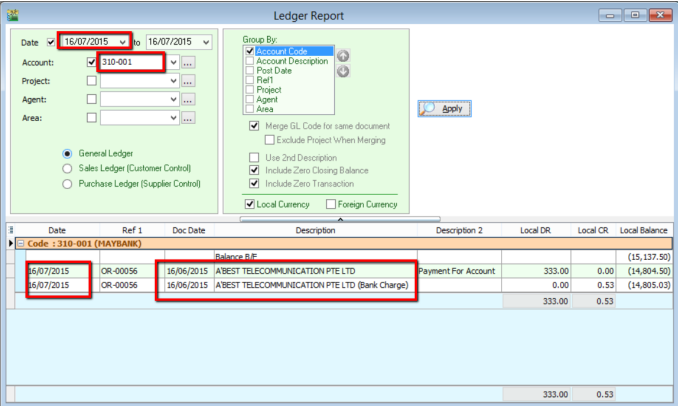 Ledger Report
Date 16/07/2015 to 16/07/2015
Account: 310-001 ...
Project: ...
Agent: ...
Area: ...
General Ledger
Sales Ledger (Customer Control)
Purchase Ledger (Supplier Control)
Group By:
Account Code
Account Description
Post Date
Ref1
Project
Agent
Area
Merge GL Code for same document
Exclude Project When Merging
Use 2nd Description
Include Zero Closing Balance
Include Zero Transaction
Local Currency Foreign Currency
Apply
Date Ref 1 Doc Date Description Description 2 Local DR Local CR Local Balance
Code : 310-001 (MAYBANK)
Balance B/F (15,137.50)
16/07/2015 OR-00056 16/06/2015 A'BEST TELECOMMUNICATION PTE LTD Payment For Account 333.00 0.00 (14,804.50)
16/07/2015 OR-00056 16/06/2015 A'BEST TELECOMMUNICATION PTE LTD (Bank Charge) 0.00 0.53 (14,805.03)
333.00 0.53
333.00 0.53